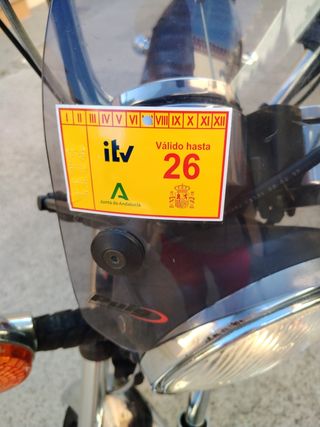 I II III IV V VI VIII IX X XI XII
itv
Válido hasta
26
Junta de Andalucía